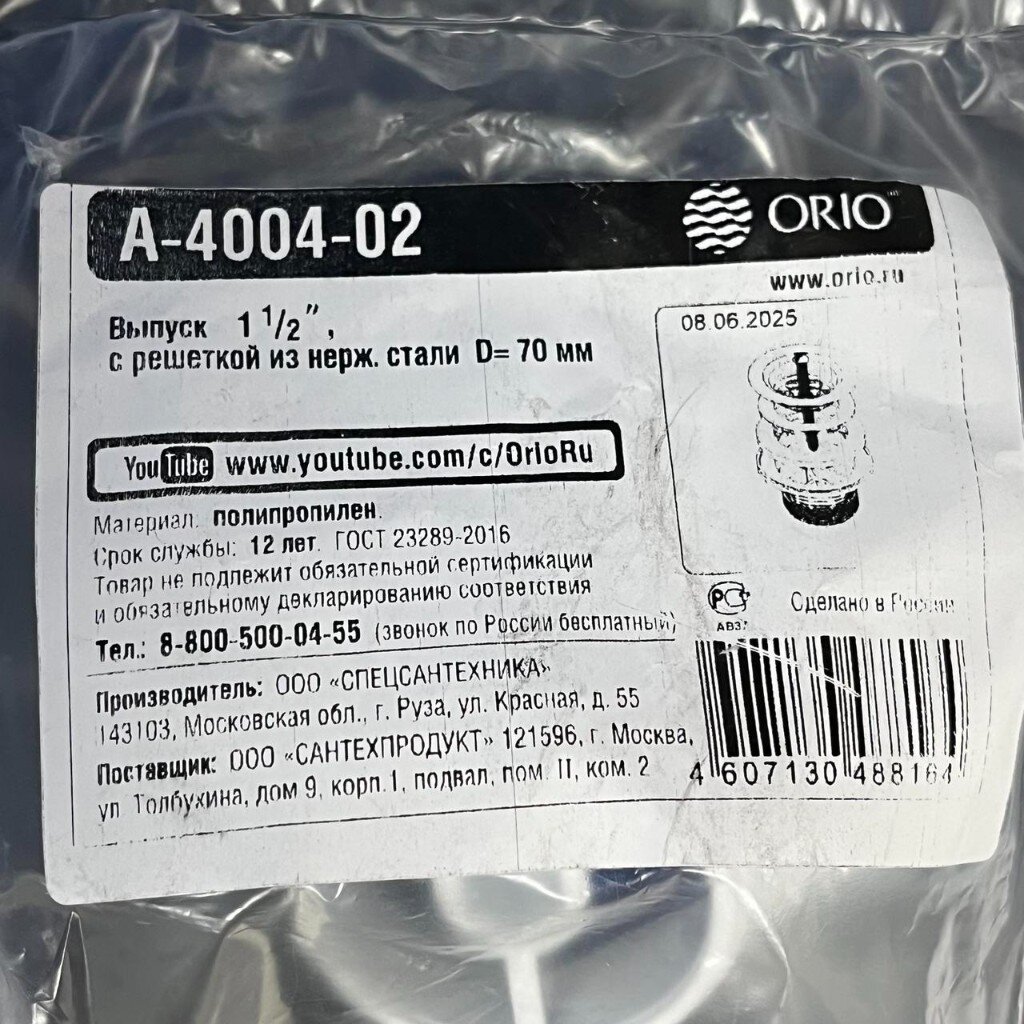 А-4004-02
ORIO
www.orio.ru
Выпуск 1 1/2",
с решеткой из нерж. стали D= 70 мм
08.06.2025
YouTube www.youtube.com/c/OrioRu
Материал: полипропилен.
Срок службы: 12 лет. ГОСТ 23289-2016
Товар не подлежит обязательной сертификации
и обязательному декларированию соответствия
Тел.: 8-800-500-04-55 (звонок по России бесплатный)
РСТ
АВ37
Сделано в России
Производитель: ООО «СПЕЦСАНТЕХНИКА»
143103, Московская обл., г. Руза, ул. Красная, д. 55
Поставщик: ООО «САНТЕХПРОДУКТ» 121596, г. Москва,
ул. Толбухина, дом 9, корп.1, подвал, пом. II, ком. 2
4 607130 488164